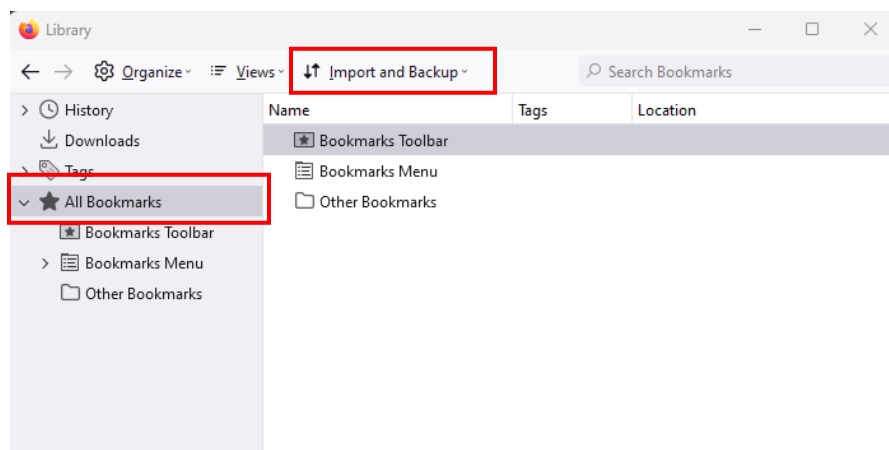 Library
Organize Views Import and Backup Search Bookmarks
History
Downloads
Tags
All Bookmarks
Bookmarks Toolbar
Bookmarks Menu
Other Bookmarks
Name Tags Location
Bookmarks Toolbar
Bookmarks Menu
Other Bookmarks